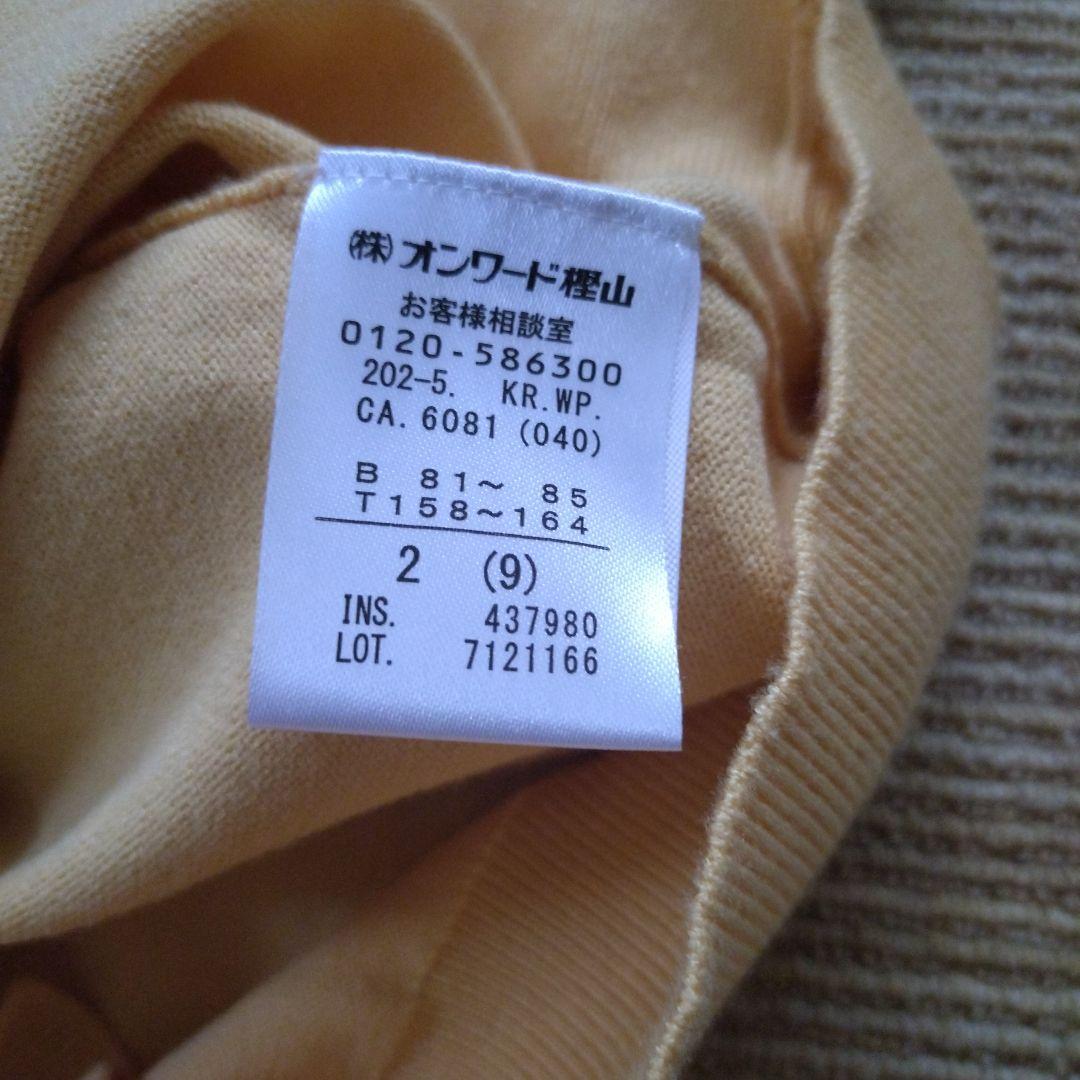 ㈱オンワード樫山
お客様相談室
0120-586300
202-5. KR.WP.
CA. 6081 (040)
B 81～ 85
T158～164
2 (9)
INS. 437980
LOT. 7121166